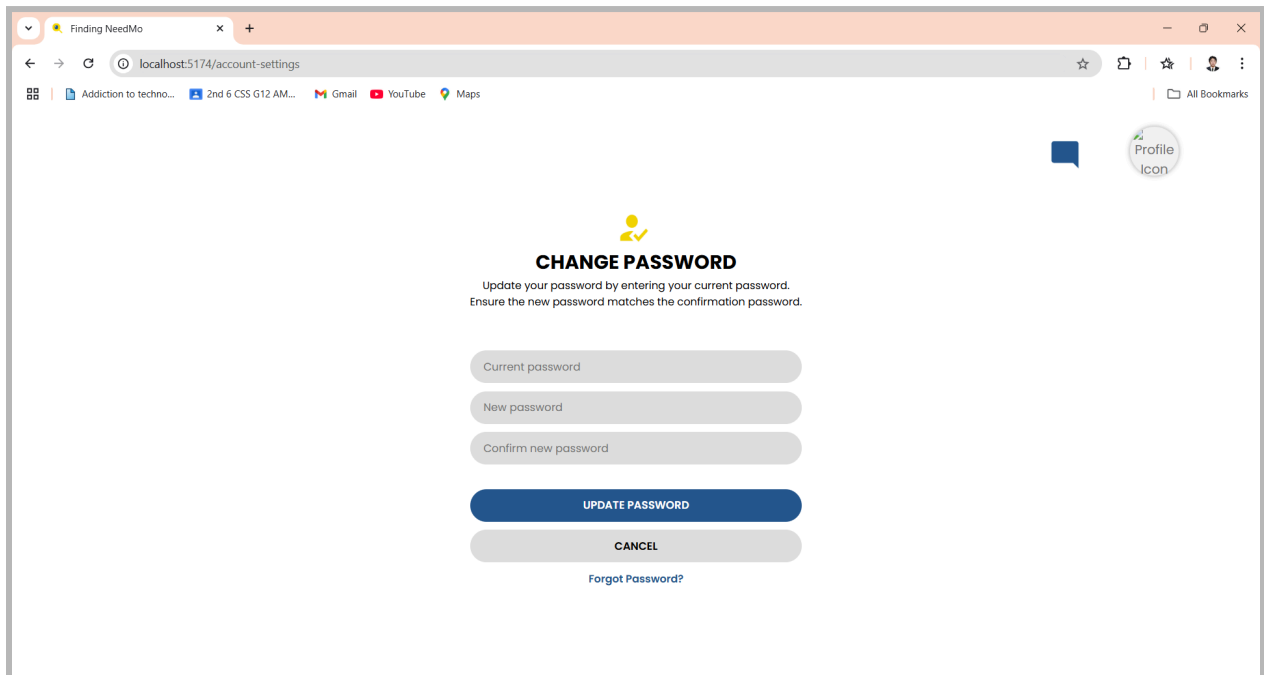 Finding NeedMo
localhost:5174/account-settings
Addiction to techno... 2nd 6 CSS G12 AM... Gmail YouTube Maps All Bookmarks
Profile
Icon
CHANGE PASSWORD
Update your password by entering your current password.
Ensure the new password matches the confirmation password.
Current password
New password
Confirm new password
UPDATE PASSWORD
CANCEL
Forgot Password?